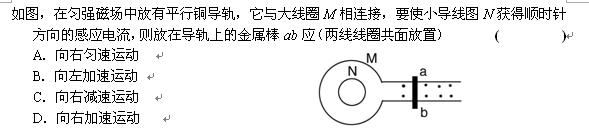 如图，在匀强磁场中放有平行铜导轨，它与大线圈 M 相连接，要使小导线图 N 获得顺时针
方向的感应电流，则放在导轨上的金属棒 ab 应（两线线圈共面放置） ( )
A．向右匀速运动 ↵
B．向左加速运动 ↵
C．向右减速运动 ↵
D．向右加速运动 ↵
M
N
a
b